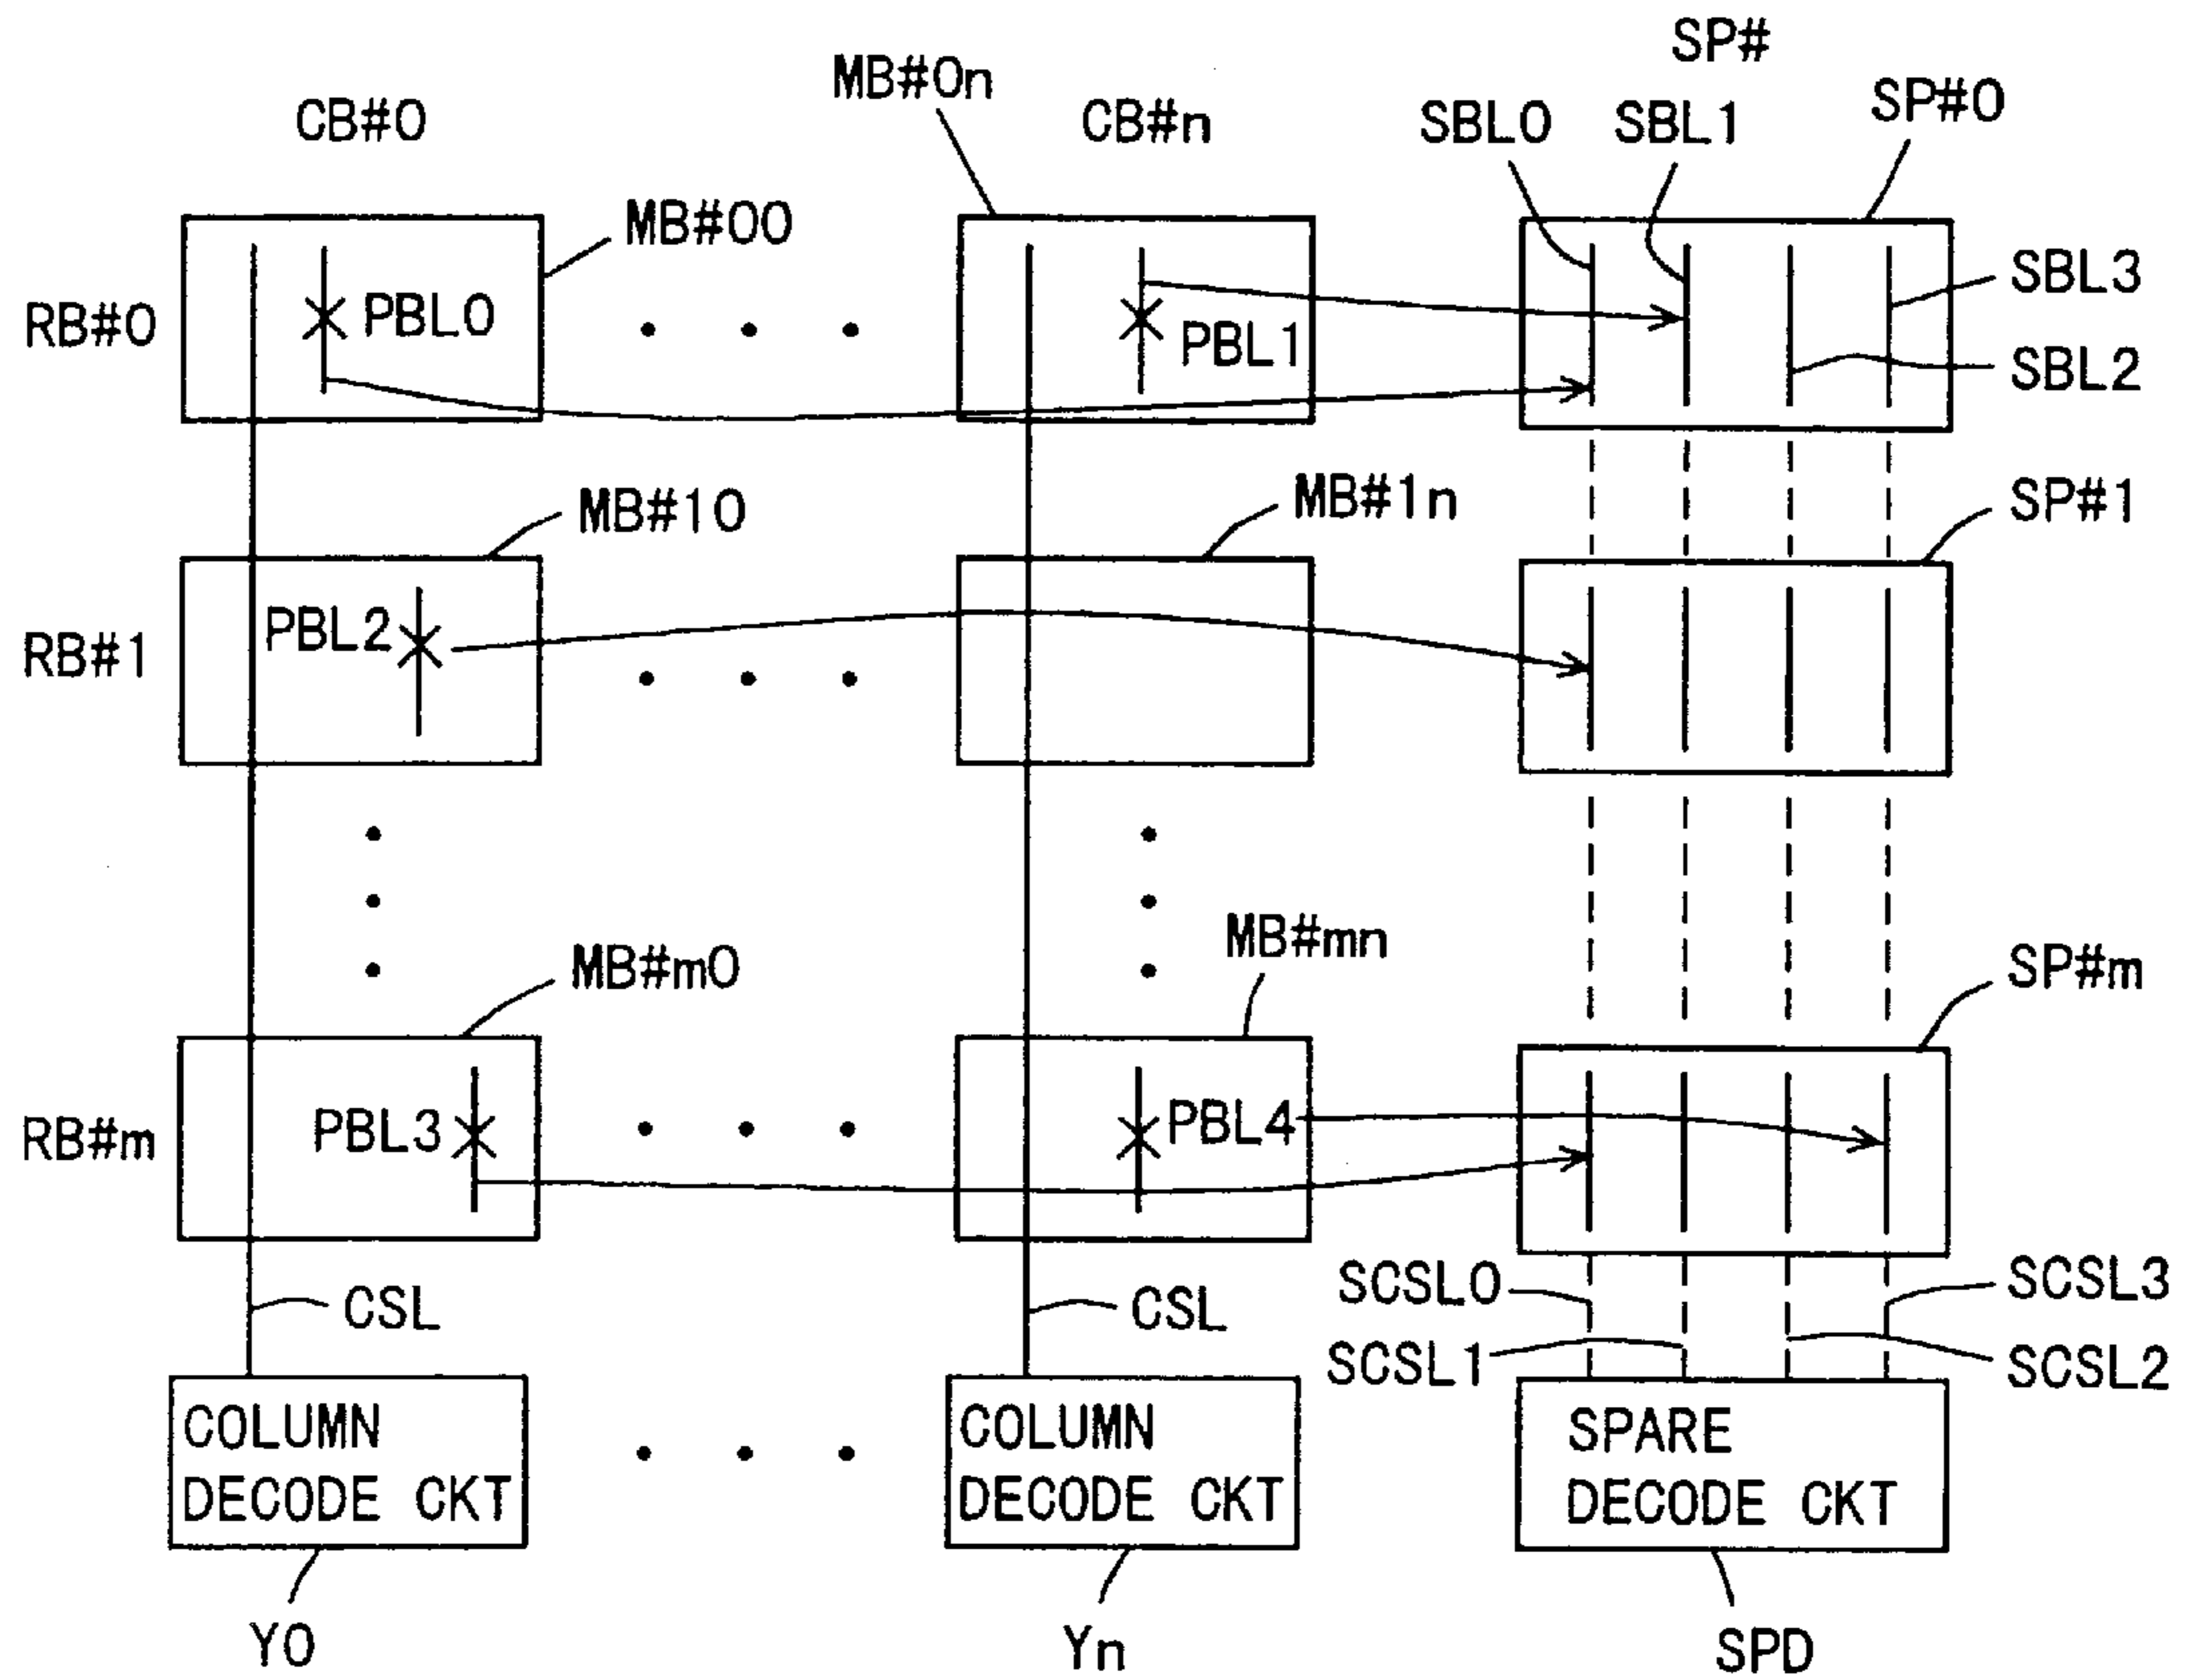 SP#
MB#0n
CB#0
CB#n
SBL0
SBL1
SP#0
MB#00
SBL3
RB#0
PBL0
PBL1
SBL2
MB#10
MB#1n
SP#1
PBL2
RB#1
MB#m0
MB#mn
SP#m
RB#m
PBL3
PBL4
SCSL0
SCSL3
CSL
CSL
SCSL1
SCSL2
COLUMN
DECODE CKT
COLUMN
DECODE CKT
SPARE
DECODE CKT
Y0
Yn
SPD